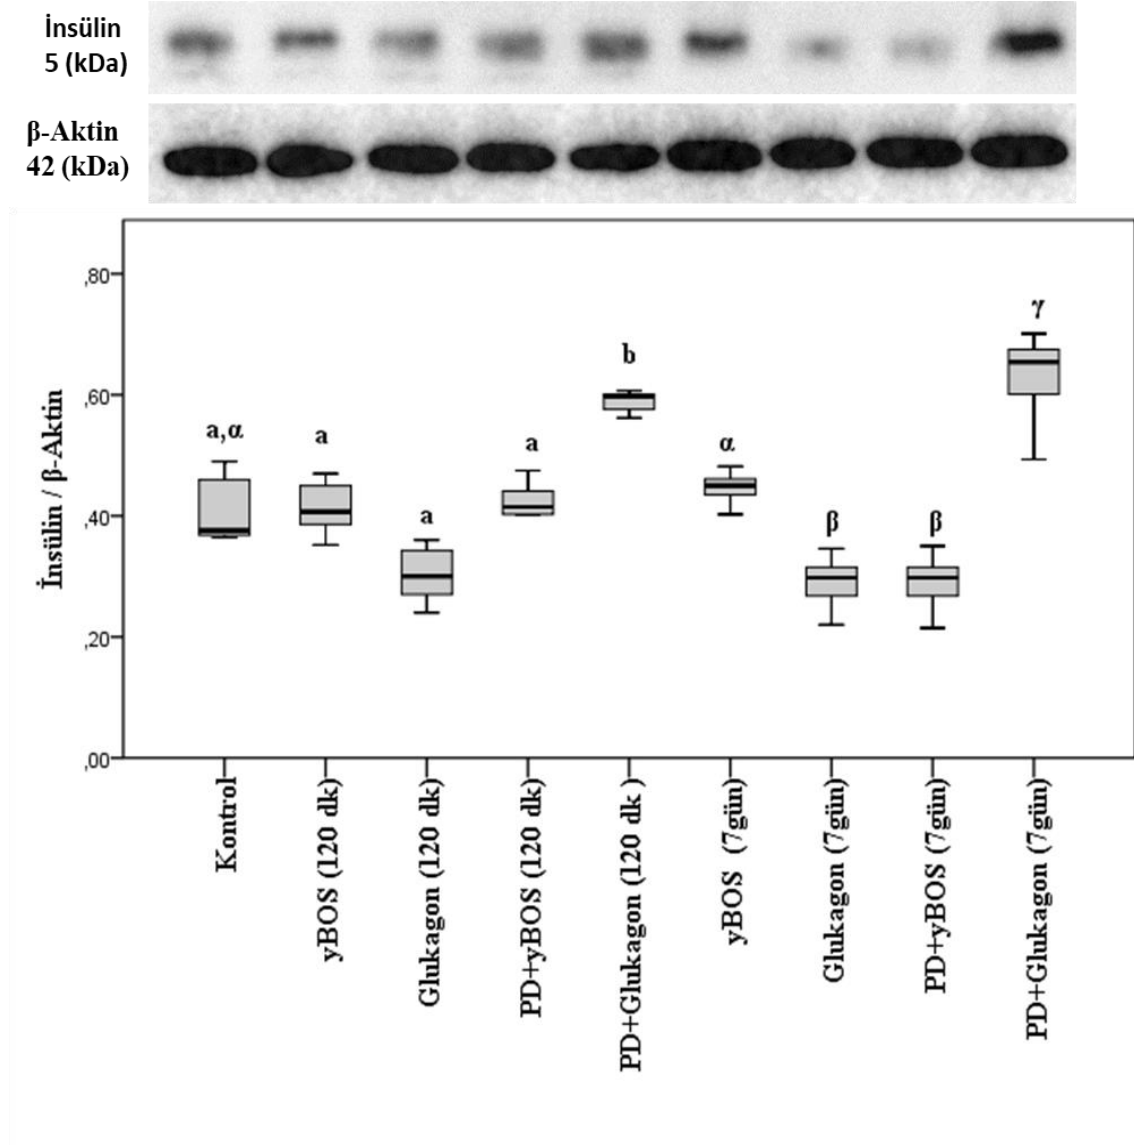 İnsülin
5 (kDa)
β-Aktin
42 (kDa)
,80
,60
,40
,20
,00
İnsülin / β-Aktin
a,α
a
a
a
b
α
β
β
γ
Kontrol
yBOS (120 dk)
Glukagon (120 dk)
PD+yBOS (120 dk)
PD+Glukagon (120 dk )
yBOS (7gün)
Glukagon (7gün)
PD+yBOS (7gün)
PD+Glukagon (7gün)